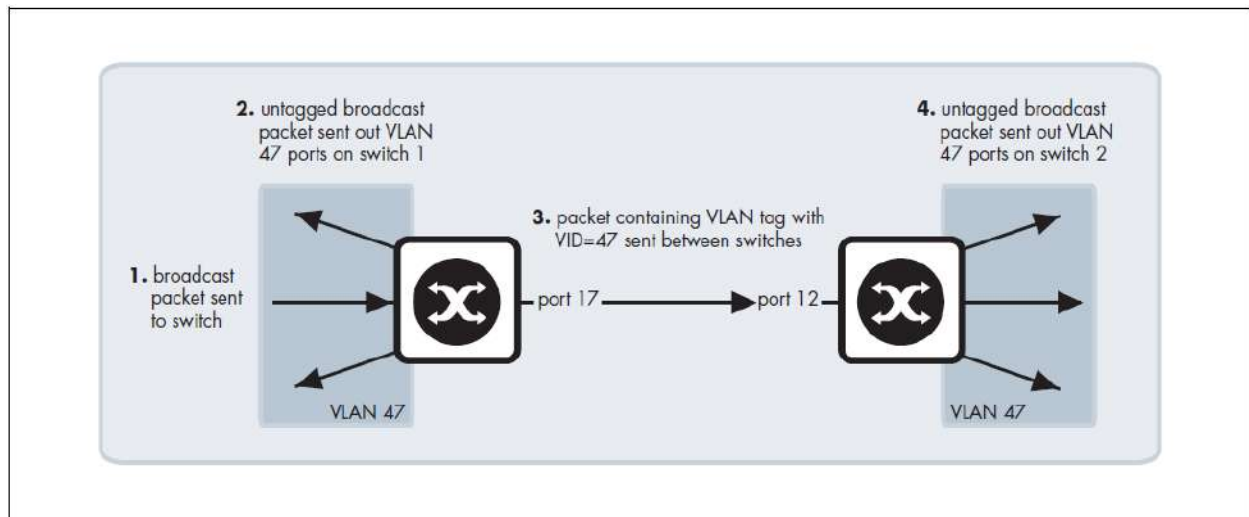 2. untagged broadcast
packet sent out VLAN
47 ports on switch 1
4. untagged broadcast
packet sent out VLAN
47 ports on switch 2
3. packet containing VLAN tag with
VID=47 sent between switches
1. broadcast
packet sent
to switch
port 17
port 12
VLAN 47
VLAN 47